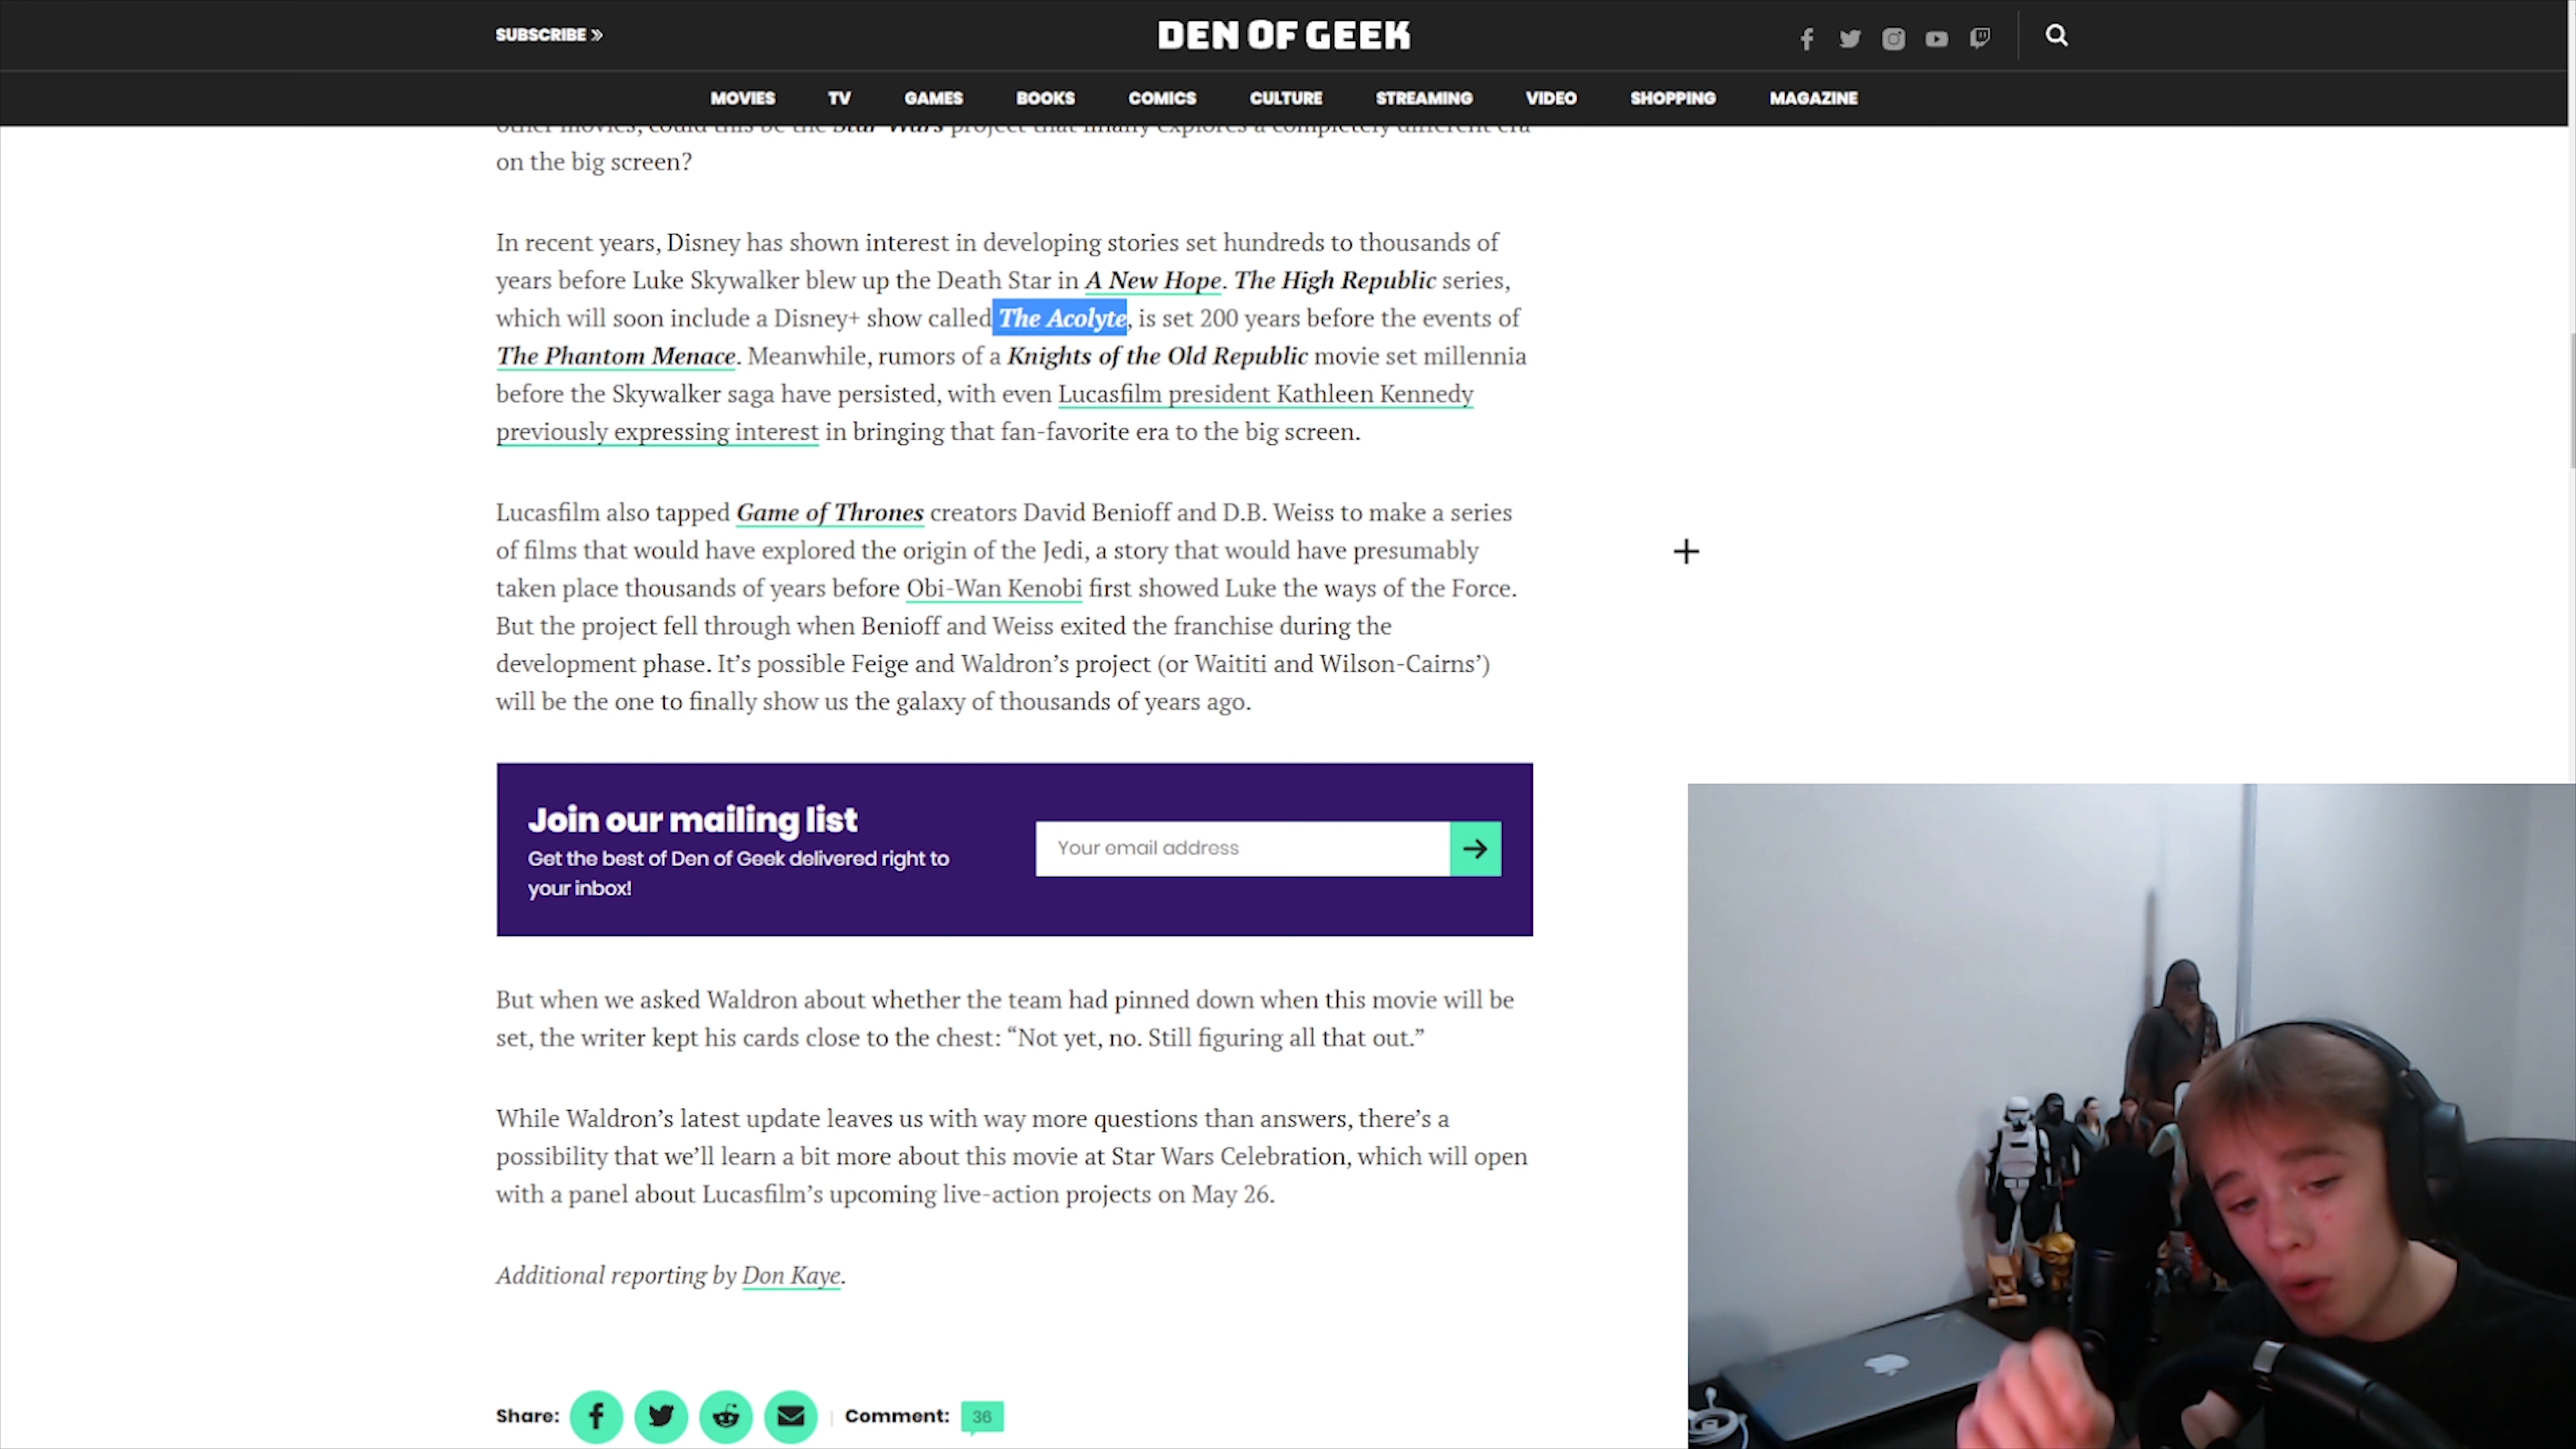 SUBSCRIBE »
DEN OF GEEK
MOVIES TV GAMES BOOKS COMICS CULTURE STREAMING VIDEO SHOPPING MAGAZINE
other movies, could this be the Star Wars project that finally explores a completely different era
on the big screen?
In recent years, Disney has shown interest in developing stories set hundreds to thousands of
years before Luke Skywalker blew up the Death Star in A New Hope. The High Republic series,
which will soon include a Disney+ show called The Acolyte, is set 200 years before the events of
The Phantom Menace. Meanwhile, rumors of a Knights of the Old Republic movie set millennia
before the Skywalker saga have persisted, with even Lucasfilm president Kathleen Kennedy
previously expressing interest in bringing that fan-favorite era to the big screen.
Lucasfilm also tapped Game of Thrones creators David Benioff and D.B. Weiss to make a series
of films that would have explored the origin of the Jedi, a story that would have presumably
taken place thousands of years before Obi-Wan Kenobi first showed Luke the ways of the Force.
But the project fell through when Benioff and Weiss exited the franchise during the
development phase. It’s possible Feige and Waldron’s project (or Waititi and Wilson-Cairns’)
will be the one to finally show us the galaxy of thousands of years ago.
Join our mailing list
Get the best of Den of Geek delivered right to
your inbox!
Your email address
But when we asked Waldron about whether the team had pinned down when this movie will be
set, the writer kept his cards close to the chest: “Not yet, no. Still figuring all that out.”
While Waldron’s latest update leaves us with way more questions than answers, there’s a
possibility that we’ll learn a bit more about this movie at Star Wars Celebration, which will open
with a panel about Lucasfilm’s upcoming live-action projects on May 26.
Additional reporting by Don Kaye.
Share: | Comment: 36